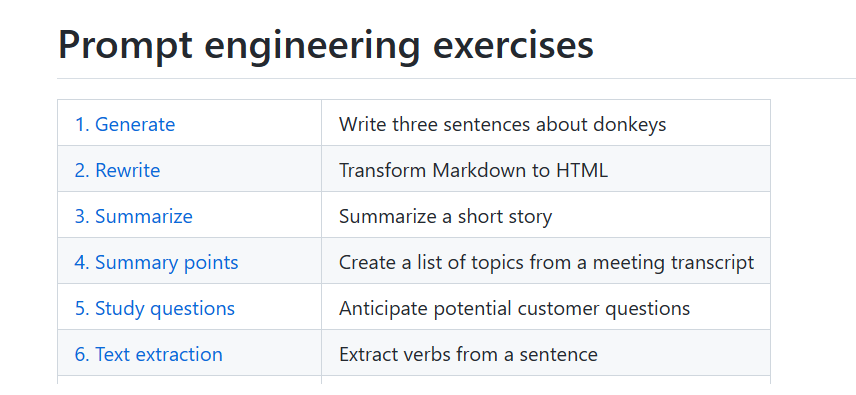 Prompt engineering exercises
1. Generate Write three sentences about donkeys
2. Rewrite Transform Markdown to HTML
3. Summarize Summarize a short story
4. Summary points Create a list of topics from a meeting transcript
5. Study questions Anticipate potential customer questions
6. Text extraction Extract verbs from a sentence